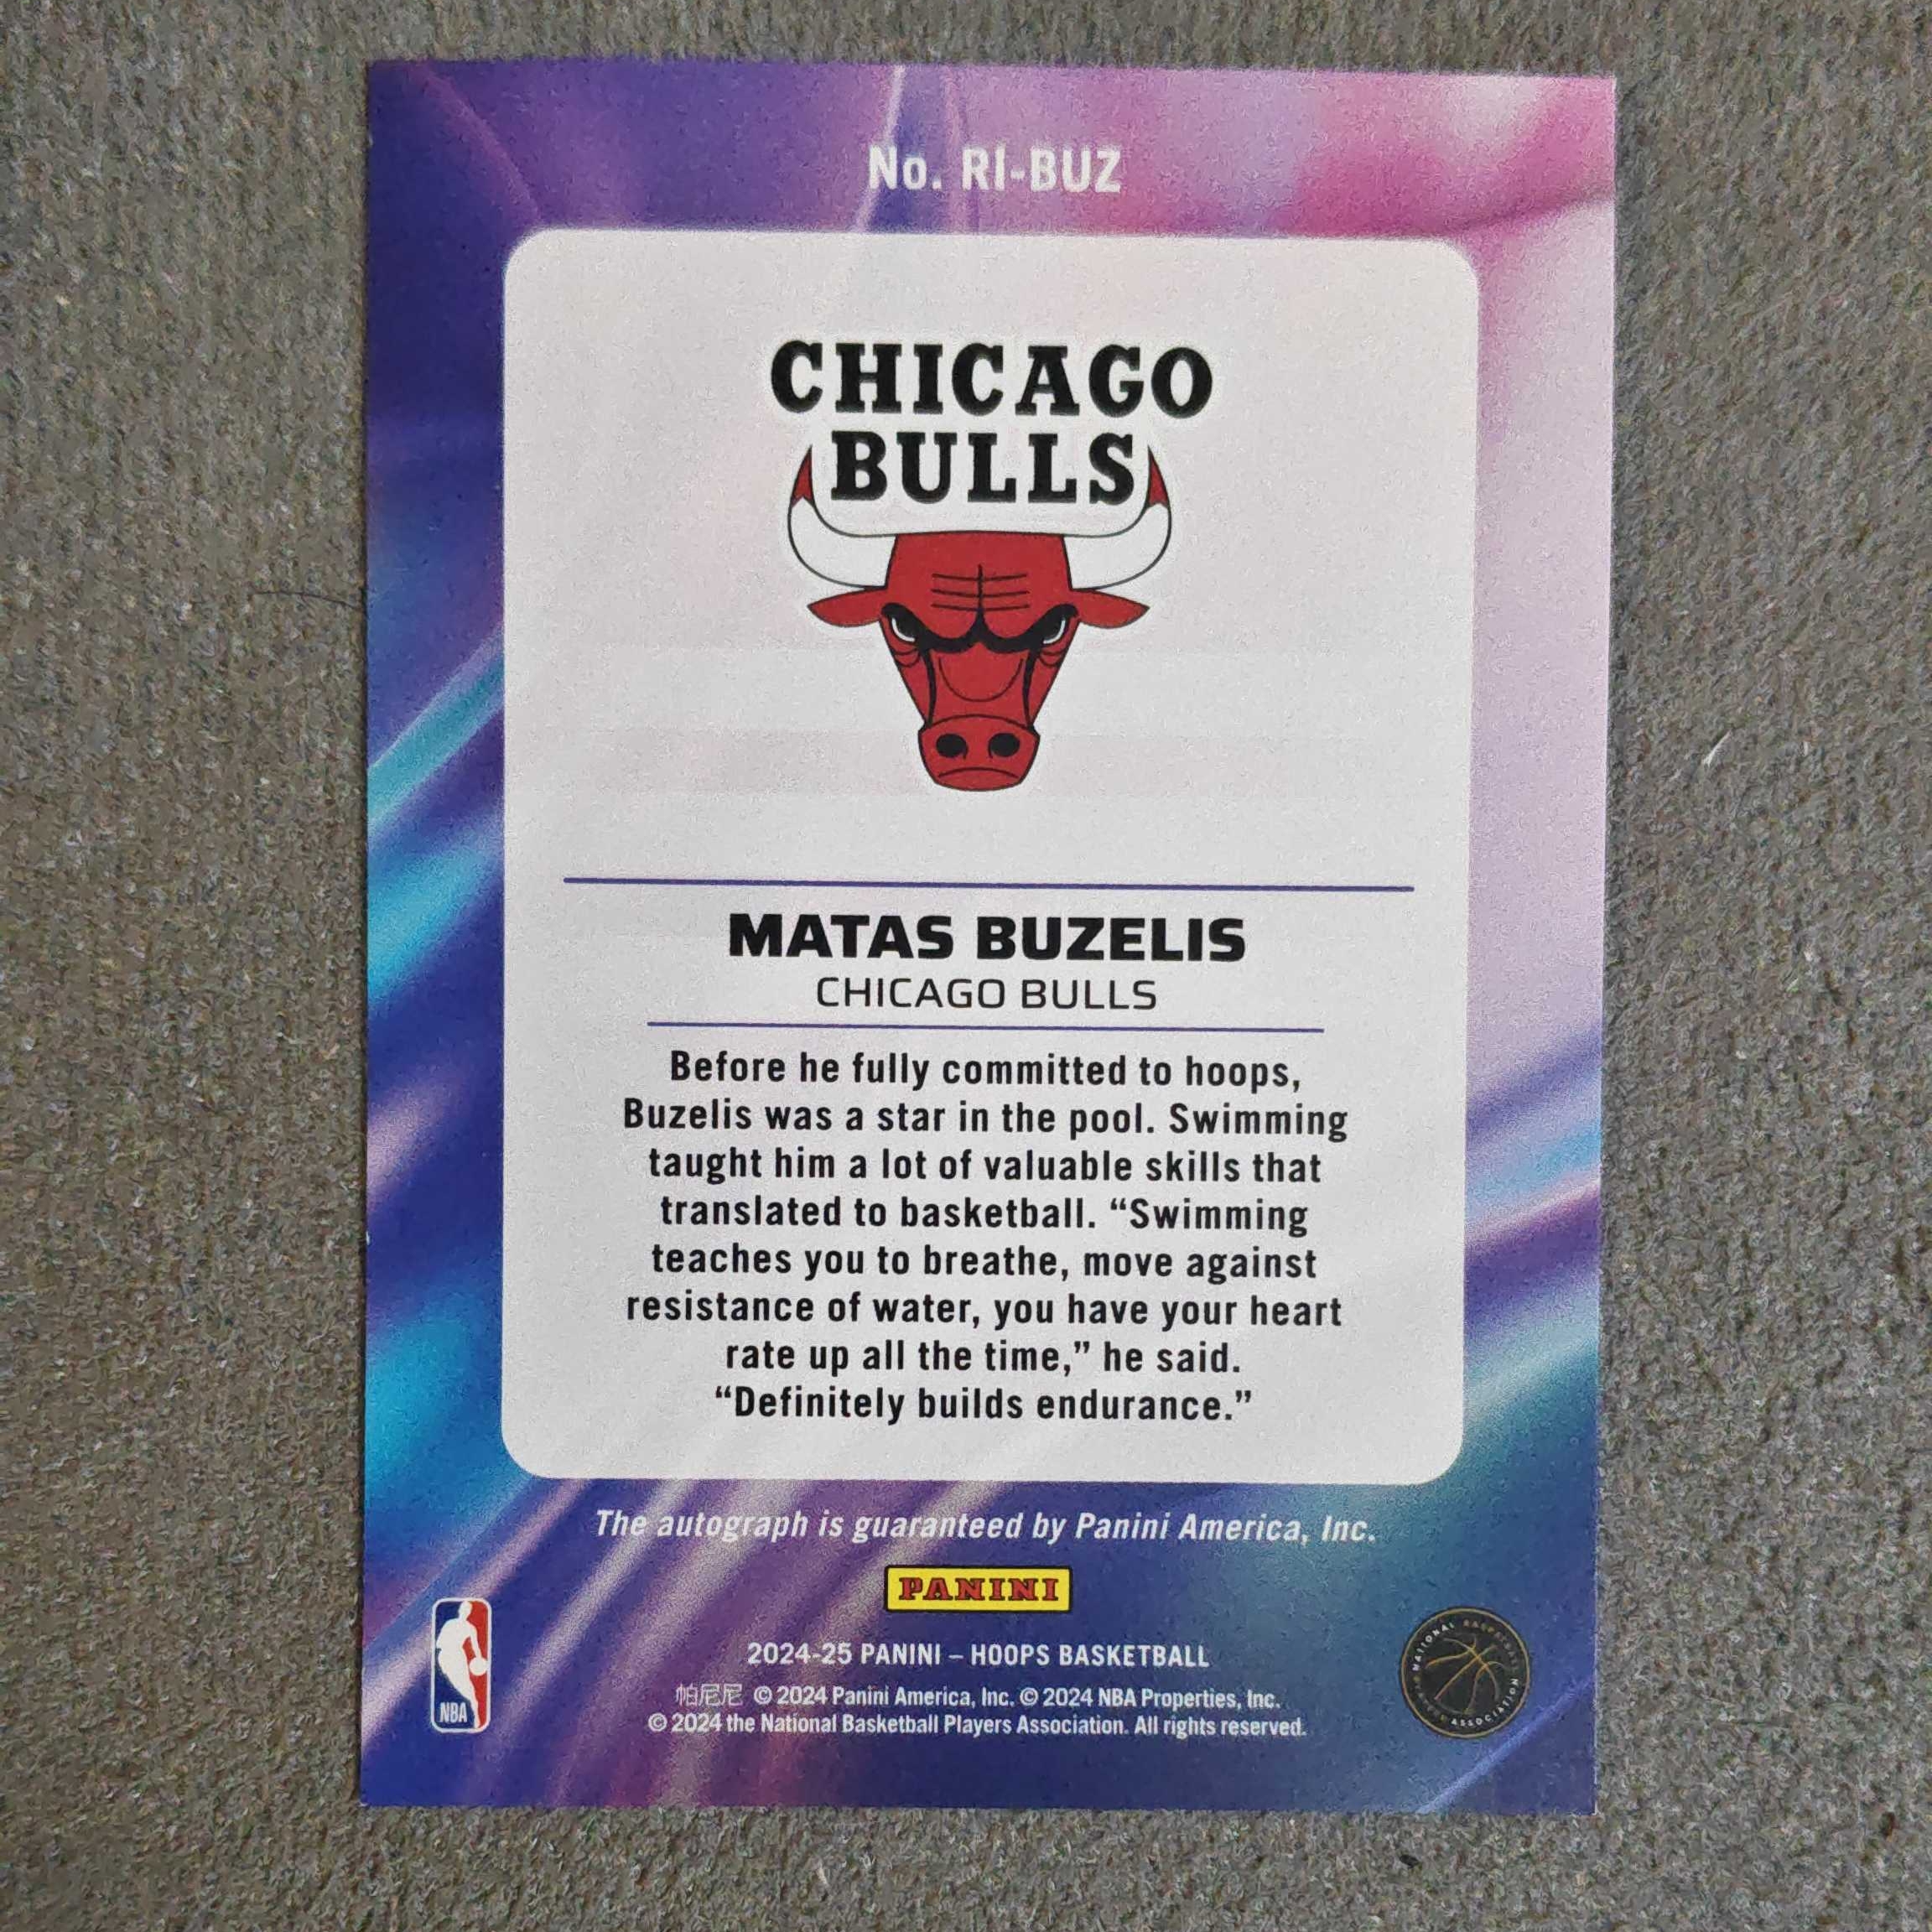 No. RI-BUZ
CHICAGO
BULLS
MATAS BUZELIS
CHICAGO BULLS
Before he fully committed to hoops,
Buzelis was a star in the pool. Swimming
taught him a lot of valuable skills that
translated to basketball. “Swimming
teaches you to breathe, move against
resistance of water, you have your heart
rate up all the time,” he said.
“Definitely builds endurance.”
The autograph is guaranteed by Panini America, Inc.
PANINI
NBA
2024-25 PANINI – HOOPS BASKETBALL
帕尼尼 © 2024 Panini America, Inc. © 2024 NBA Properties, Inc.
© 2024 the National Basketball Players Association. All rights reserved.
NATIONAL BASKETBALL PLAYERS ASSOCIATION